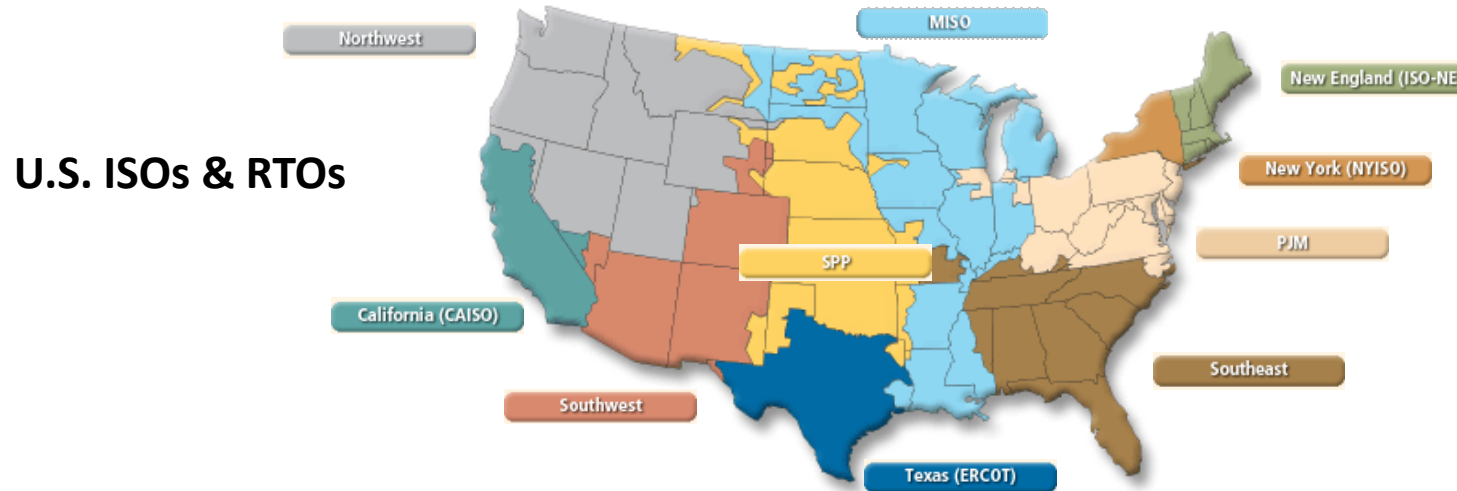 MISO
Northwest
New England (ISO-NE
U.S. ISOs & RTOs
New York (NYISO)
PJM
SPP
California (CAISO)
Southeast
Southwest
Texas (ERCOT)